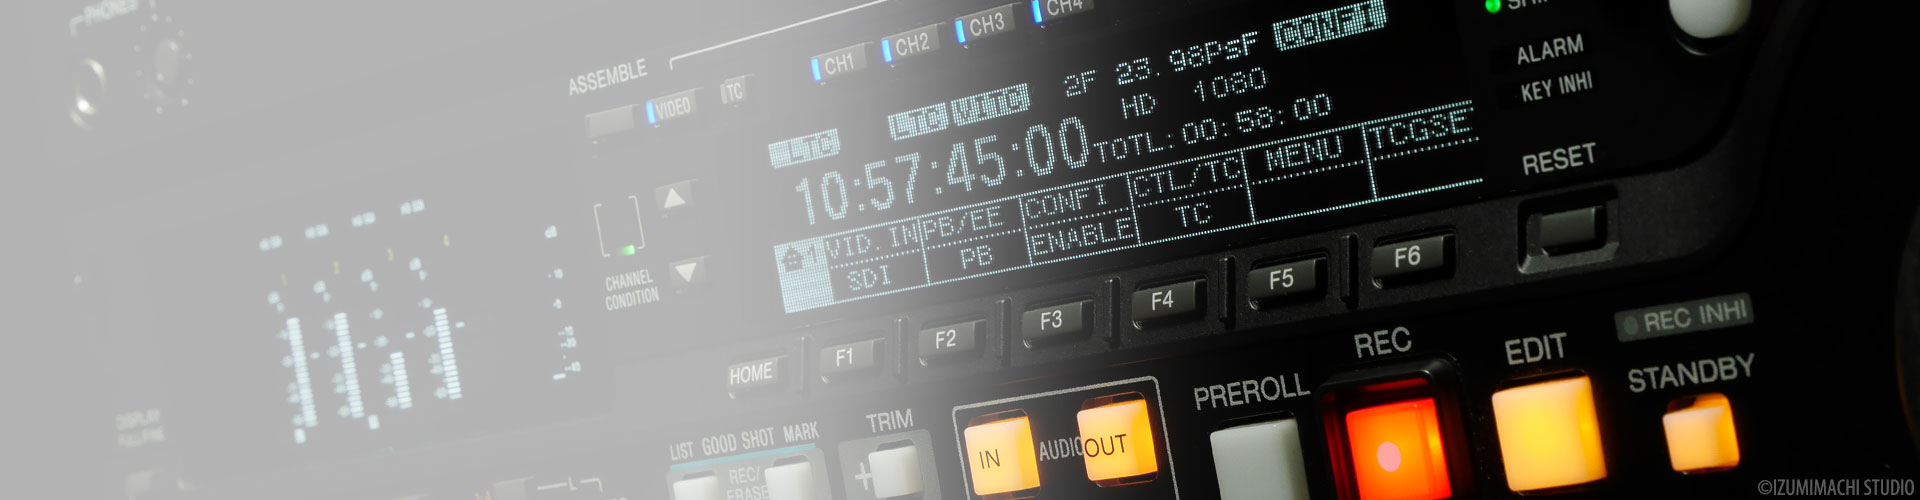 PHONES
ASSEMBLE
VIDEO
TC
CH1
CH2
CH3
CH4
LTC
LTC VITC
2F 23.98PsF
CONFI
HD 1080
10:57:45:00
TOTL:00:58:00
VID.IN
PB/EE
CONFI
CTL/TC
MENU
TCGSE
SDI
PB
ENABLE
TC
ALARM
KEY INHI
RESET
CHANNEL
CONDITION
HOME
F1
F2
F3
F4
F5
F6
LIST
GOOD SHOT
MARK
REC/
ERASE
TRIM
+
IN
AUDIO
OUT
PREROLL
REC
EDIT
REC INHI
STANDBY
DISPLAY
©IZUMIMACHI STUDIO